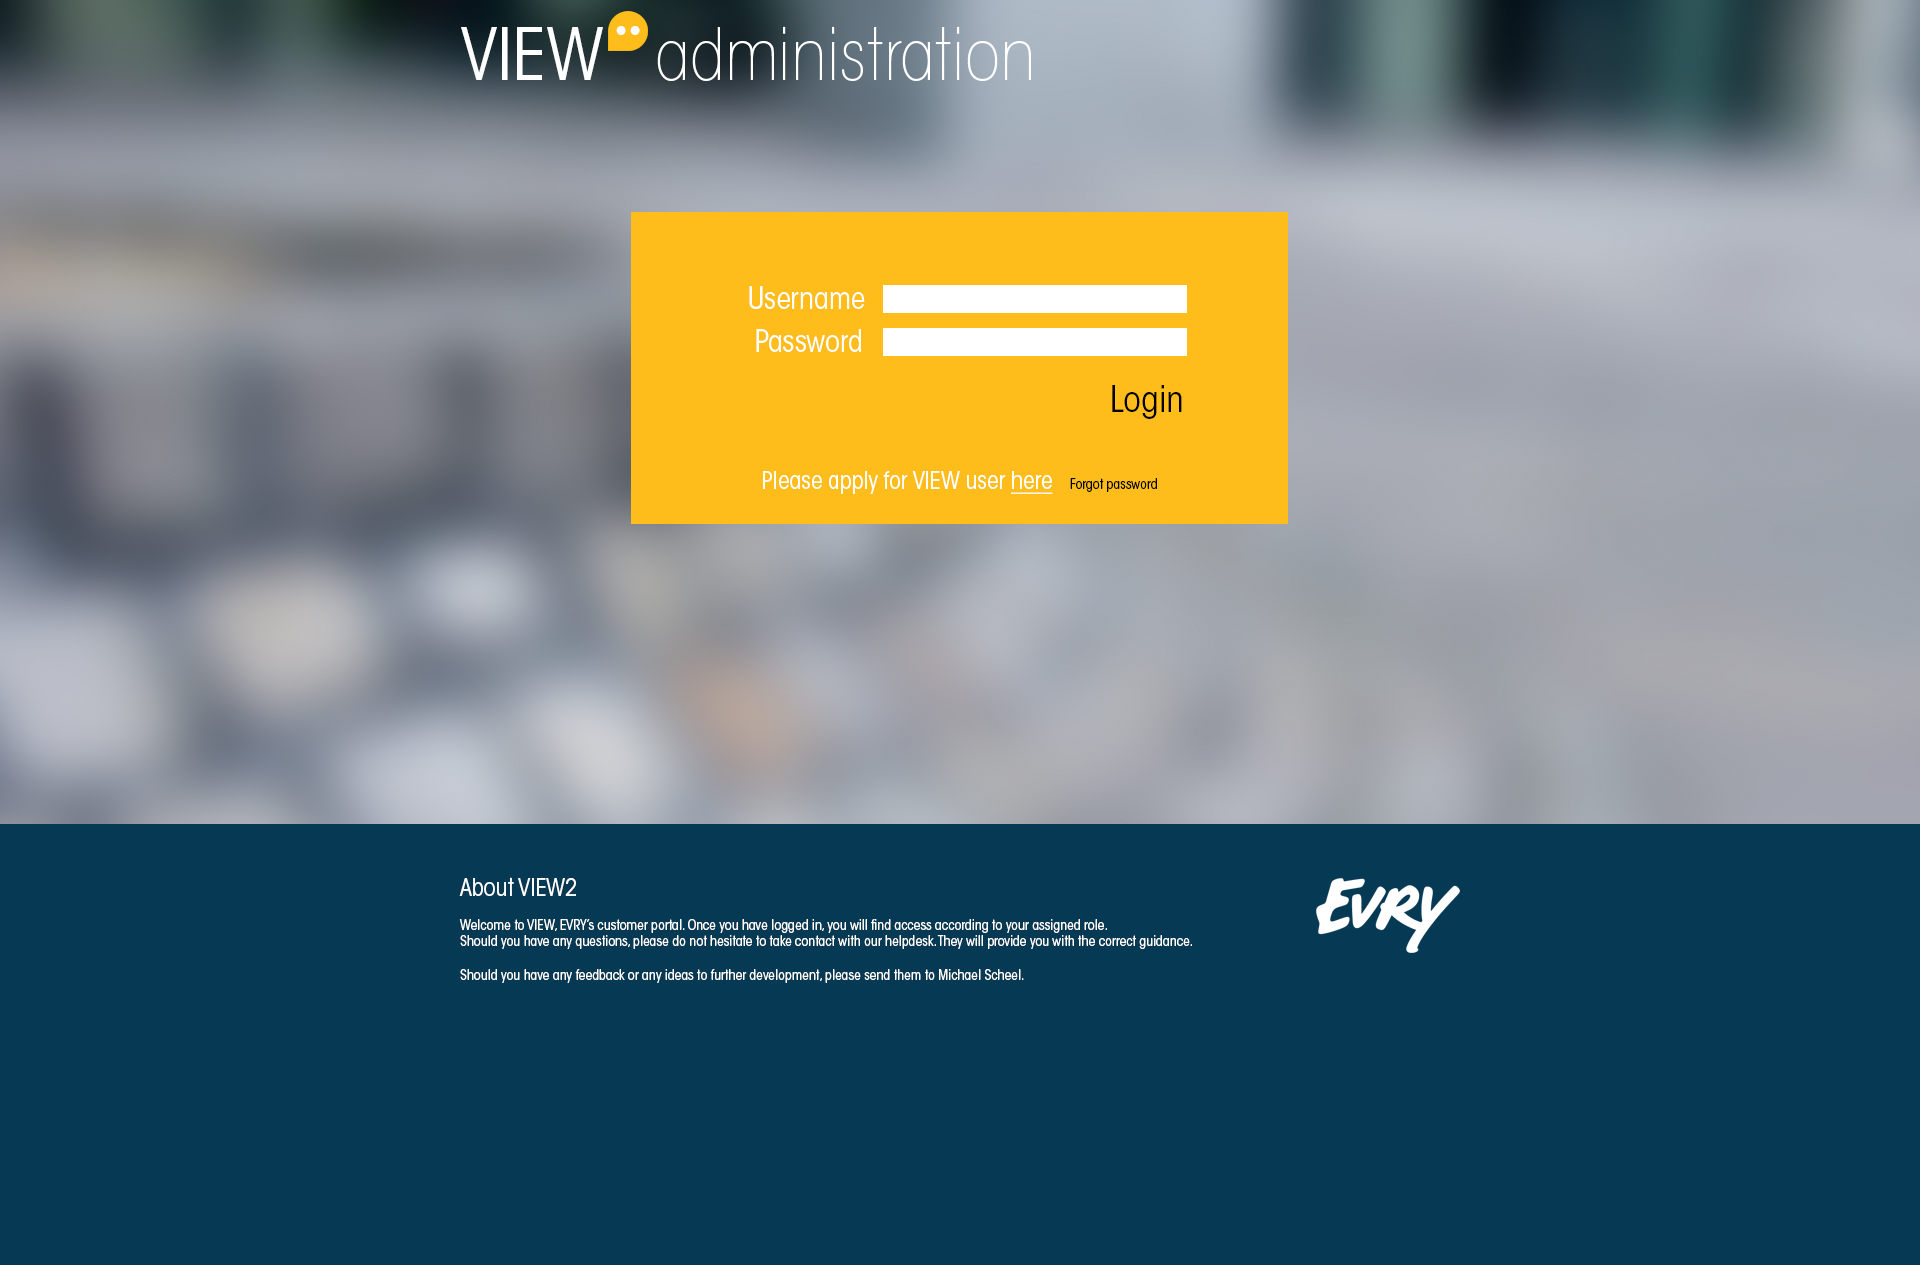 VIEW administration
Username
Password
Login
Please apply for VIEW user here Forgot password
About VIEW2
Welcome to VIEW, EVRY's customer portal. Once you have logged in, you will find access according to your assigned role.
Should you have any questions, please do not hesitate to take contact with our helpdesk. They will provide you with the correct guidance.
Should you have any feedback or any ideas to further development, please send them to Michael Scheel.
EVRY